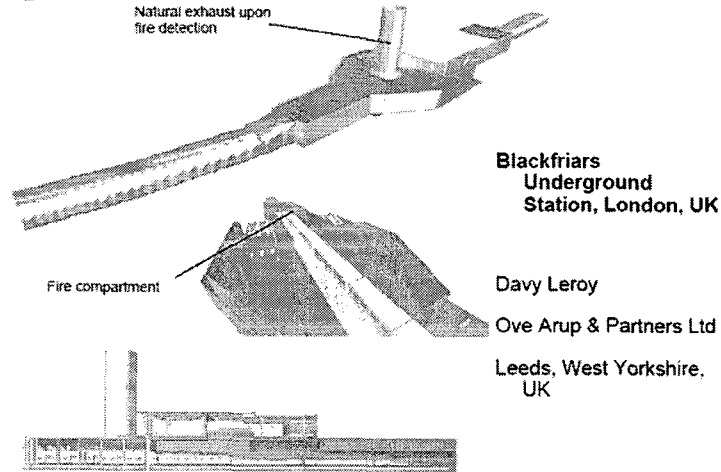 Natural exhaust upon
fire detection
Blackfriars
Underground
Station, London, UK
Fire compartment
Davy Leroy
Ove Arup & Partners Ltd
Leeds, West Yorkshire,
UK